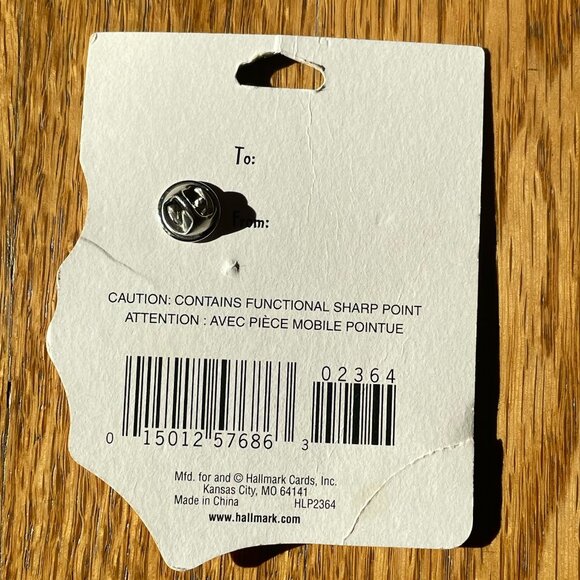 To:
From:
CAUTION: CONTAINS FUNCTIONAL SHARP POINT
ATTENTION : AVEC PIÈCE MOBILE POINTUE
02364
0 15012 57686 3
Mfd. for and © Hallmark Cards, Inc.
Kansas City, MO 64141
Made in China HLP2364
www.hallmark.com